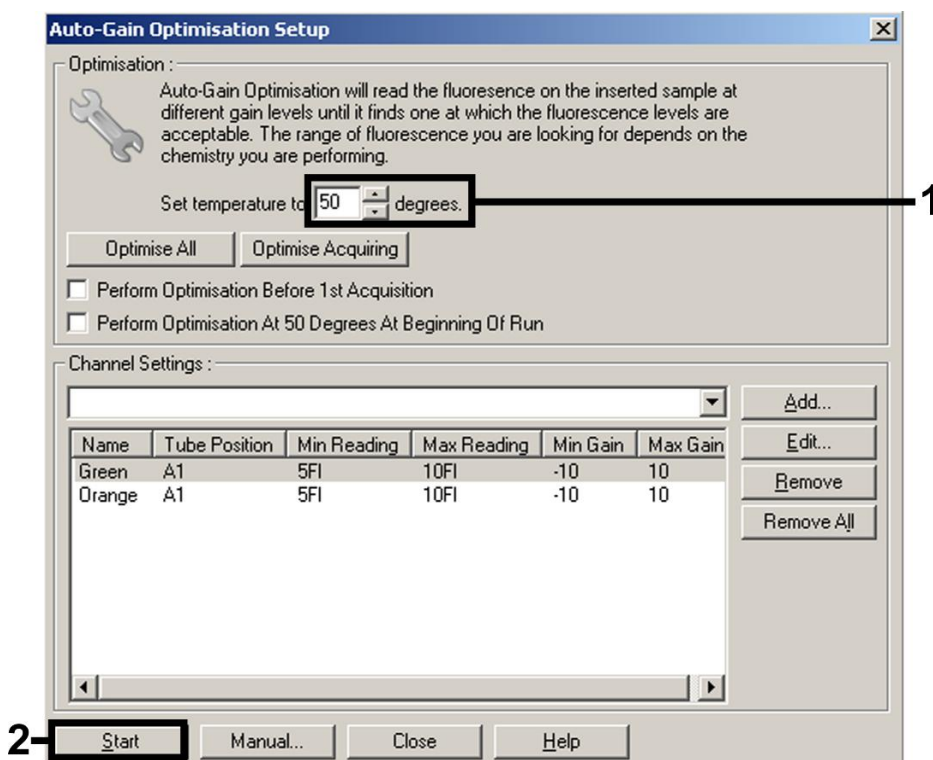 Auto-Gain Optimisation Setup
Optimisation :
Auto-Gain Optimisation will read the fluoresence on the inserted sample at
different gain levels until it finds one at which the fluorescence levels are
acceptable. The range of fluorescence you are looking for depends on the
chemistry you are performing.
Set temperature to 50 degrees.
1
Optimise All Optimise Acquiring
Perform Optimisation Before 1st Acquisition
Perform Optimisation At 50 Degrees At Beginning Of Run
Channel Settings :
Add...
Name Tube Position Min Reading Max Reading Min Gain Max Gain
Edit...
Green A1 5Fl 10Fl -10 10
Orange A1 5Fl 10Fl -10 10
Remove
Remove All
2
Start Manual... Close Help